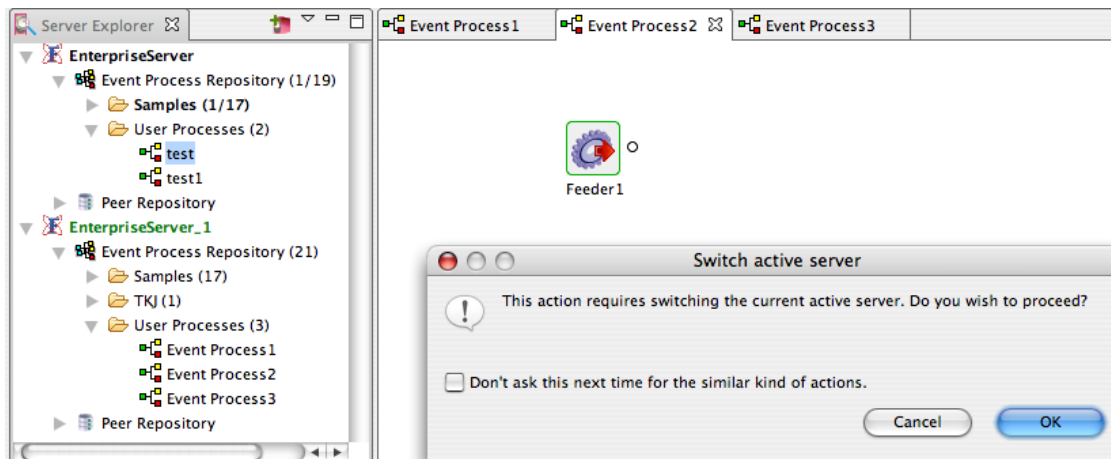 Server Explorer
EnterpriseServer
Event Process Repository (1/19)
Samples (1/17)
User Processes (2)
test
test1
Peer Repository
EnterpriseServer_1
Event Process Repository (21)
Samples (17)
TKJ (1)
User Processes (3)
Event Process1
Event Process2
Event Process3
Peer Repository
Event Process1 Event Process2 Event Process3
Feeder1
Switch active server
This action requires switching the current active server. Do you wish to proceed?
Don't ask this next time for the similar kind of actions.
Cancel OK